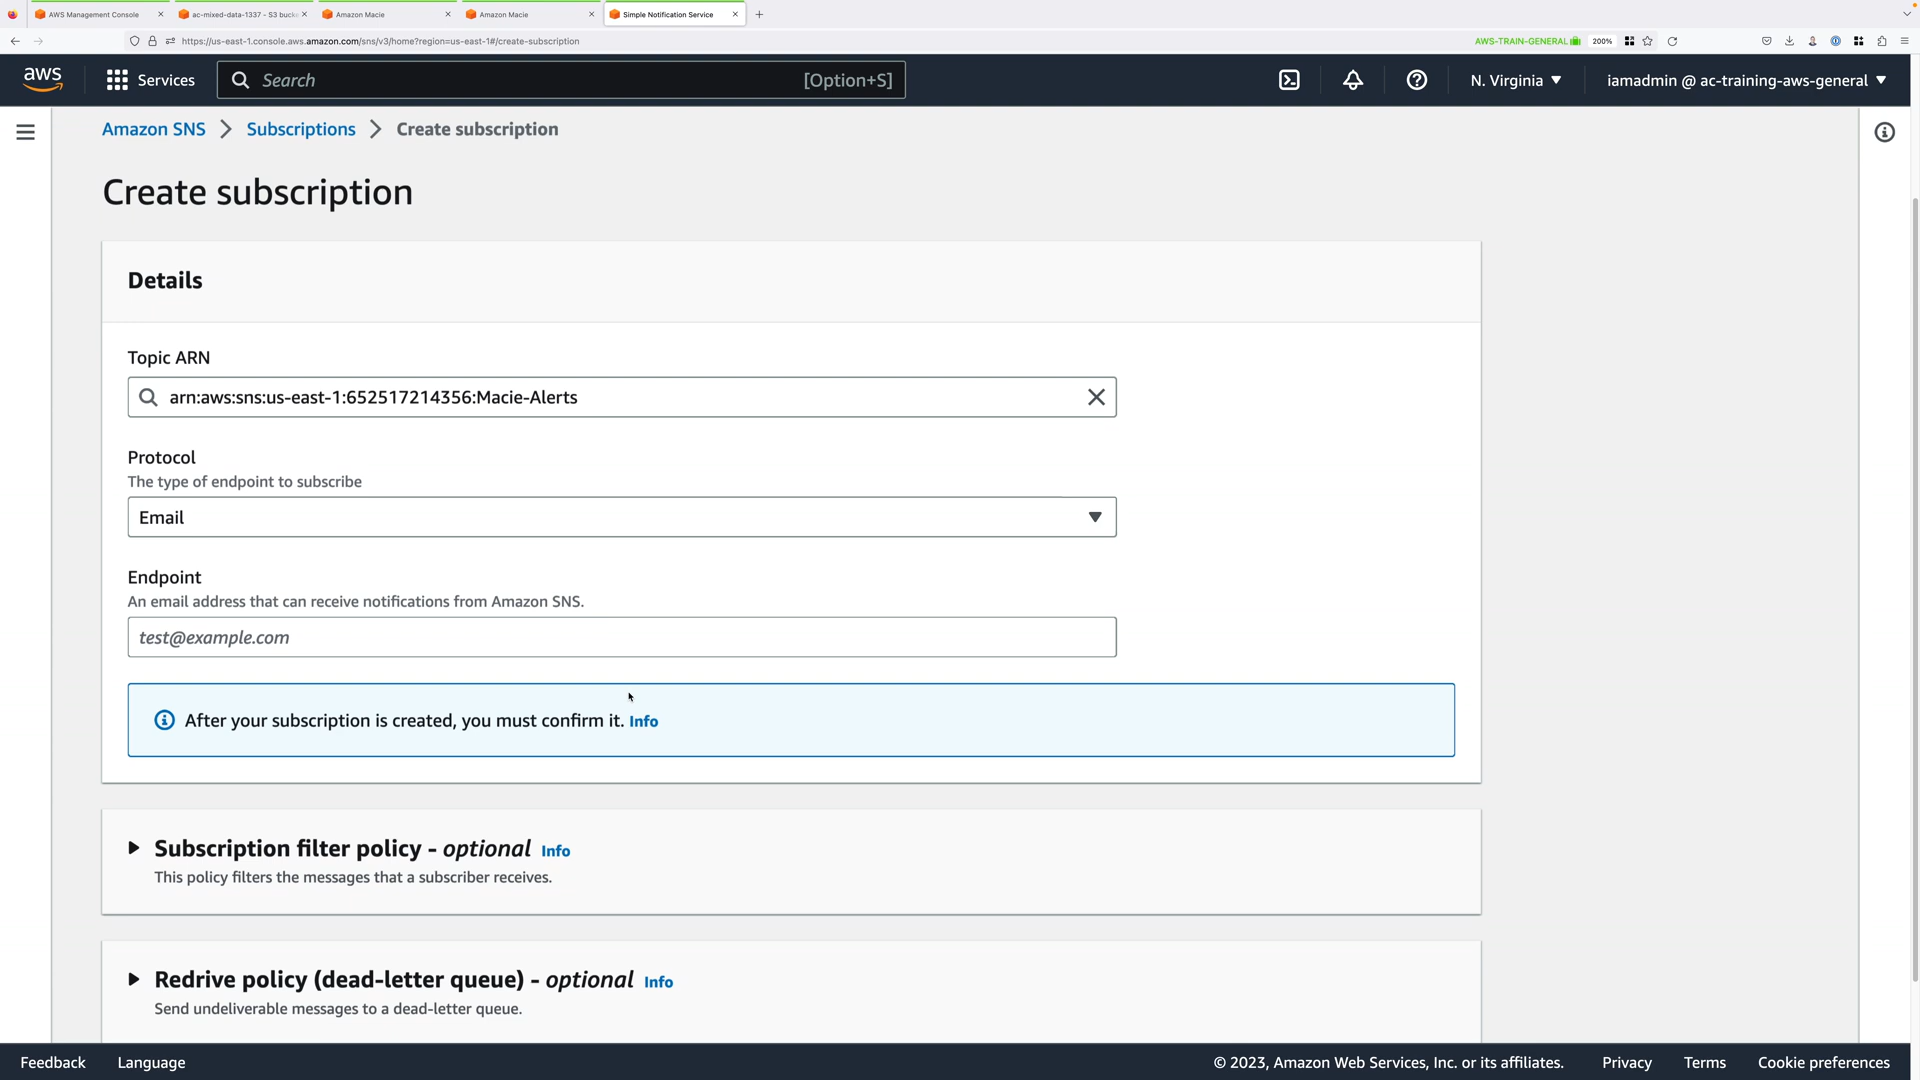 AWS Management Console
ac-mixed-data-1337 - S3 buck
Amazon Macie
Amazon Macie
Simple Notification Service
https://us-east-1.console.aws.amazon.com/sns/v3/home?region=us-east-1#/create-subscription
AWS-TRAIN-GENERAL
200%
aws
Services
Search
[Option+S]
N. Virginia
iamadmin @ ac-training-aws-general
Amazon SNS
Subscriptions
Create subscription
Create subscription
Details
Topic ARN
arn:aws:sns:us-east-1:652517214356:Macie-Alerts
Protocol
The type of endpoint to subscribe
Email
Endpoint
An email address that can receive notifications from Amazon SNS.
test@example.com
After your subscription is created, you must confirm it. Info
Subscription filter policy - optional Info
This policy filters the messages that a subscriber receives.
Redrive policy (dead-letter queue) - optional Info
Send undeliverable messages to a dead-letter queue.
Feedback
Language
© 2023, Amazon Web Services, Inc. or its affiliates.
Privacy
Terms
Cookie preferences